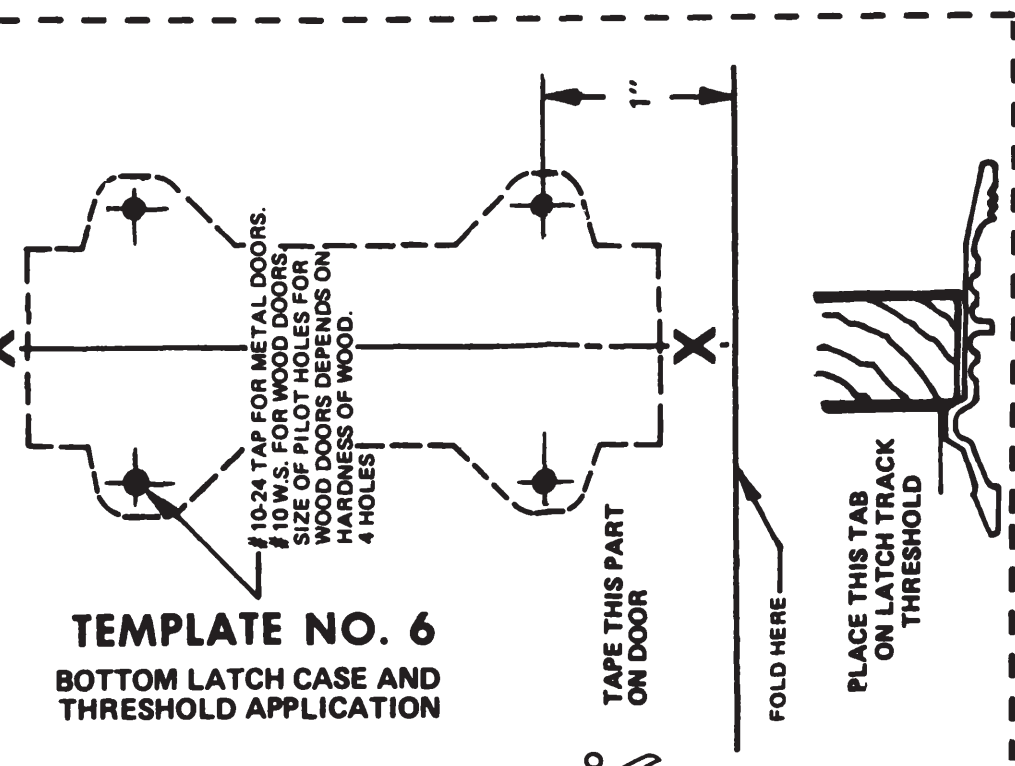 1"
X
X
#10-24 TAP FOR METAL DOORS.
#10 W.S. FOR WOOD DOORS.
SIZE OF PILOT HOLES FOR
WOOD DOORS DEPENDS ON
HARDNESS OF WOOD.
4 HOLES
TEMPLATE NO. 6
BOTTOM LATCH CASE AND
THRESHOLD APPLICATION
TAPE THIS PART
ON DOOR
FOLD HERE
PLACE THIS TAB
ON LATCH TRACK
THRESHOLD